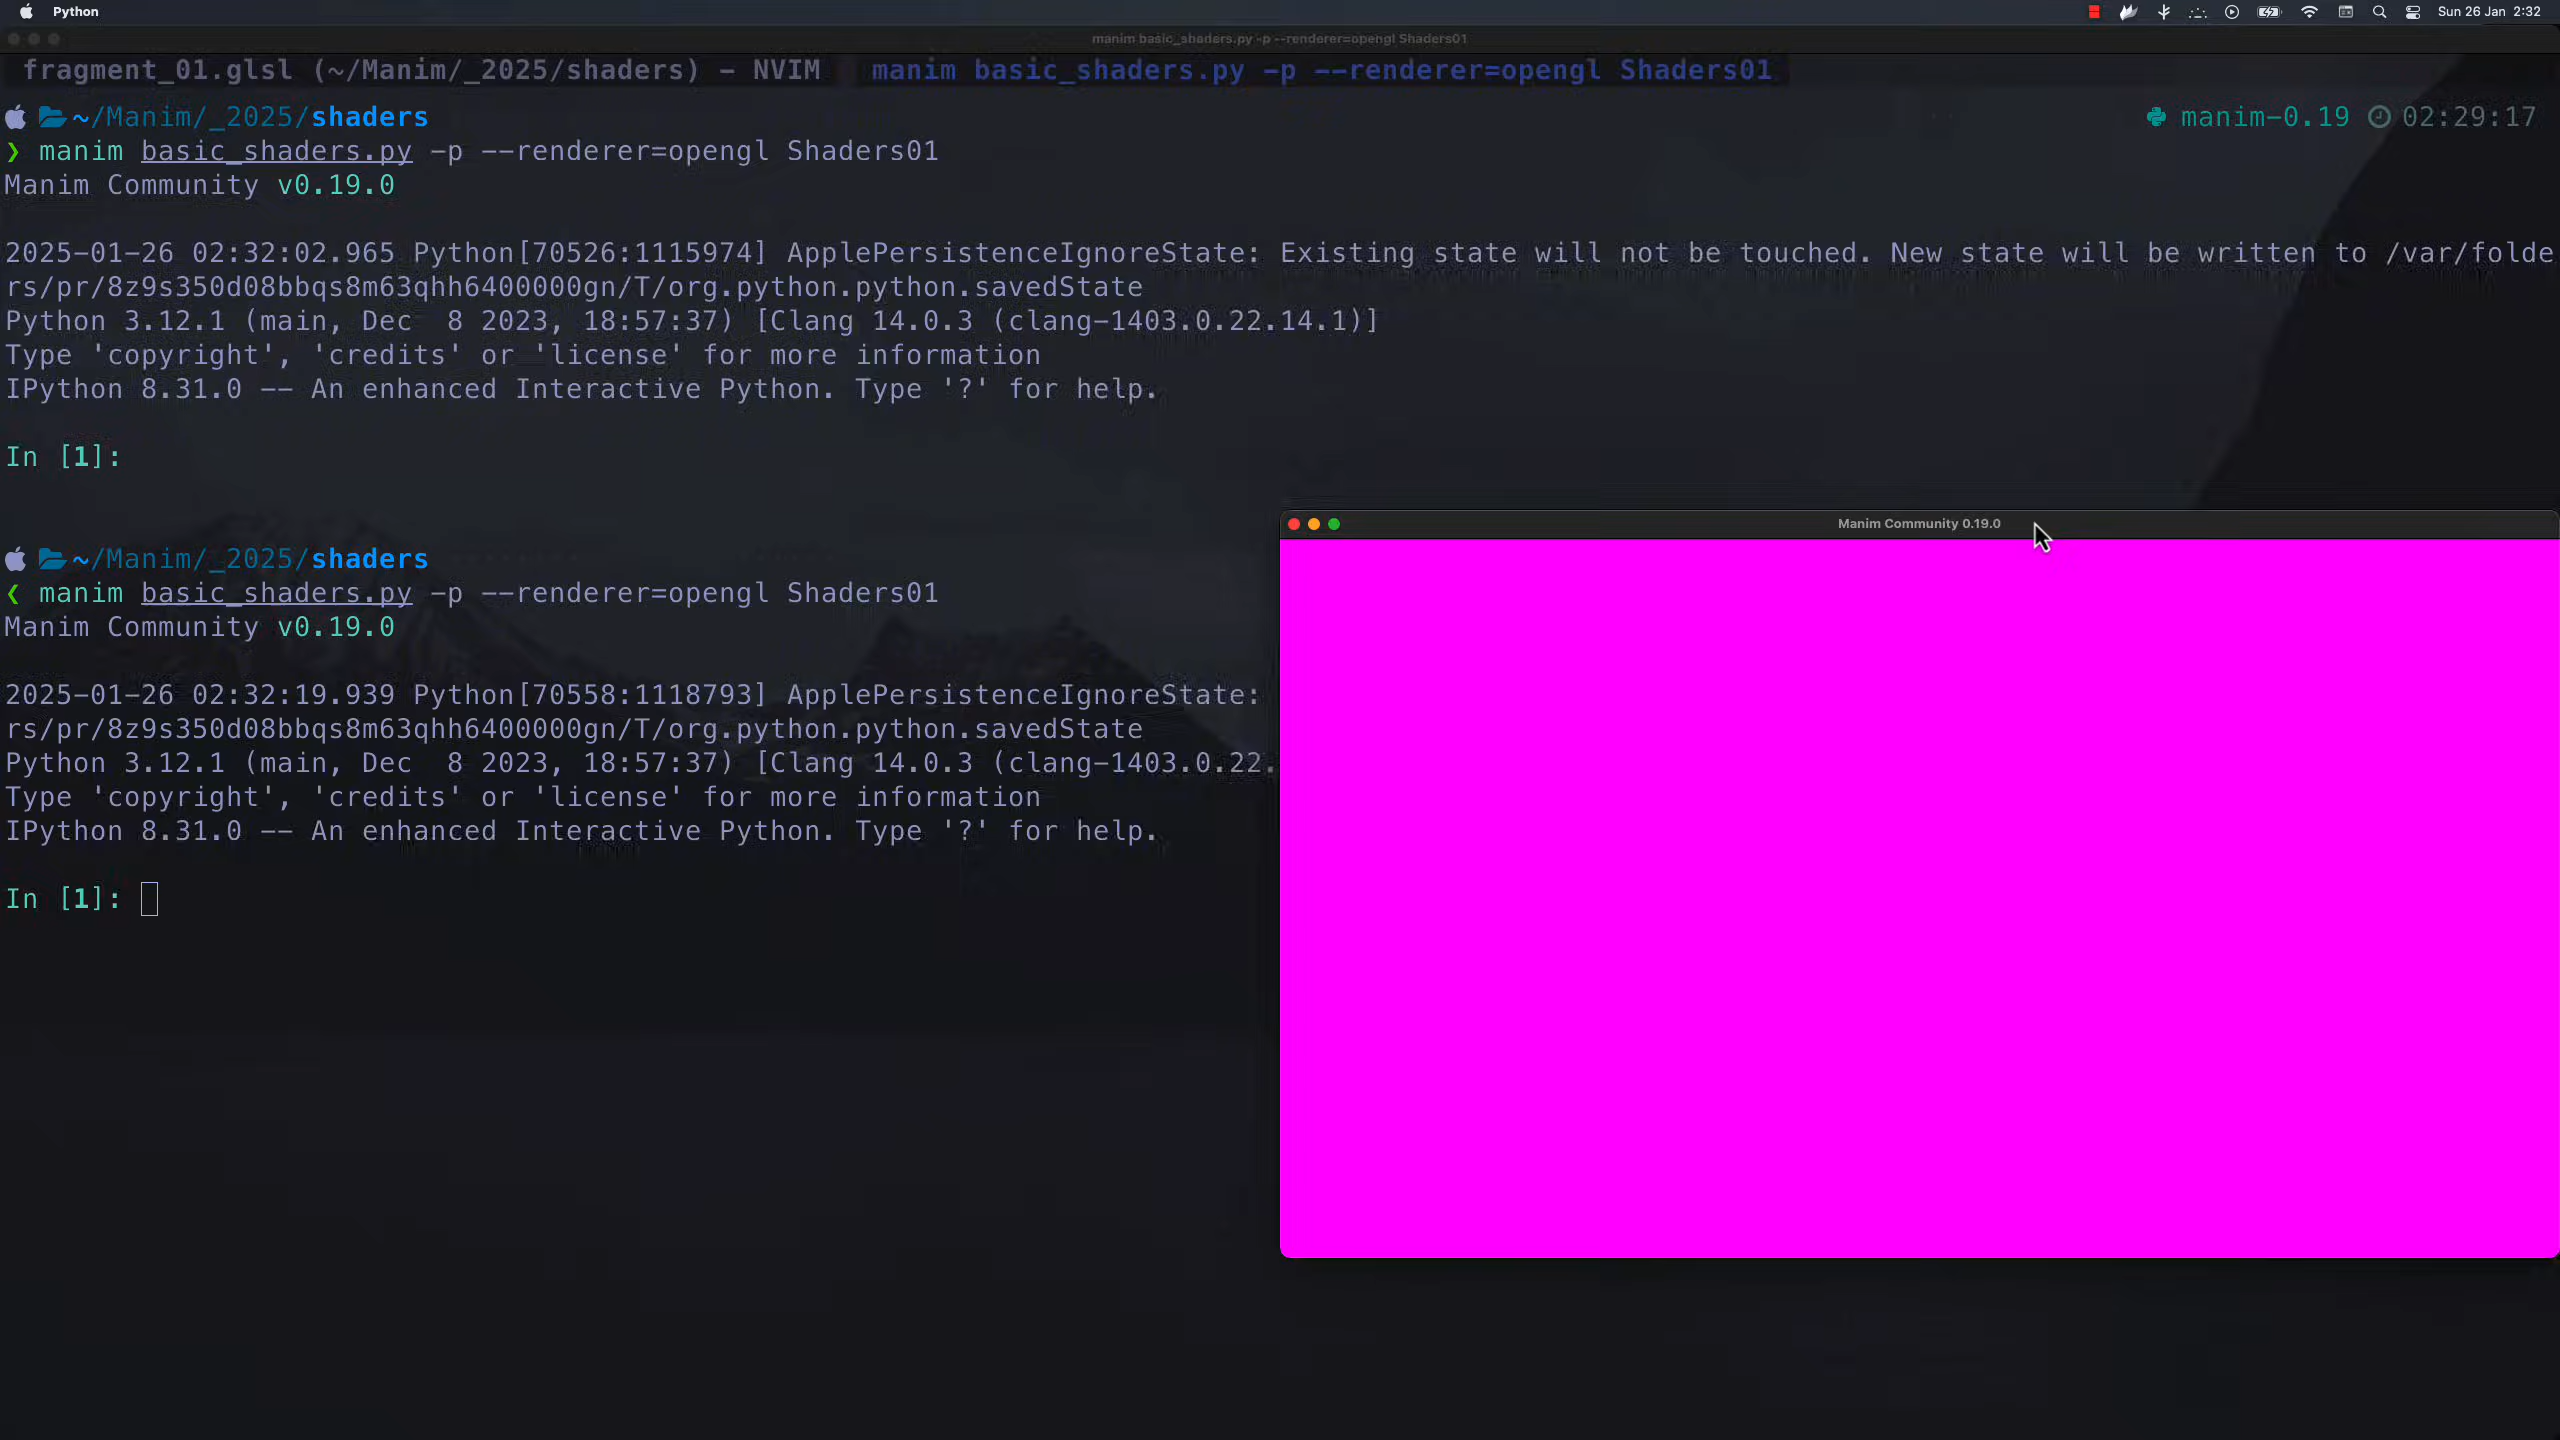 Python
Sun 26 Jan 2:32
manim basic_shaders.py -p --renderer=opengl Shaders01
fragment_01.glsl (~/Manim/_2025/shaders) - NVIM
manim basic_shaders.py -p --renderer=opengl Shaders01
~/Manim/_2025/shaders
manim-0.19 02:29:17
❯ manim basic_shaders.py -p --renderer=opengl Shaders01
Manim Community v0.19.0
2025-01-26 02:32:02.965 Python[70526:1115974] ApplePersistenceIgnoreState: Existing state will not be touched. New state will be written to /var/folde
rs/pr/8z9s350d08bbqs8m63qhh6400000gn/T/org.python.python.savedState
Python 3.12.1 (main, Dec  8 2023, 18:57:37) [Clang 14.0.3 (clang-1403.0.22.14.1)]
Type 'copyright', 'credits' or 'license' for more information
IPython 8.31.0 -- An enhanced Interactive Python. Type '?' for help.
In [1]:
Manim Community 0.19.0
~/Manim/_2025/shaders
❮ manim basic_shaders.py -p --renderer=opengl Shaders01
Manim Community v0.19.0
2025-01-26 02:32:19.939 Python[70558:1118793] ApplePersistenceIgnoreState:
rs/pr/8z9s350d08bbqs8m63qhh6400000gn/T/org.python.python.savedState
Python 3.12.1 (main, Dec  8 2023, 18:57:37) [Clang 14.0.3 (clang-1403.0.22.
Type 'copyright', 'credits' or 'license' for more information
IPython 8.31.0 -- An enhanced Interactive Python. Type '?' for help.
In [1]: